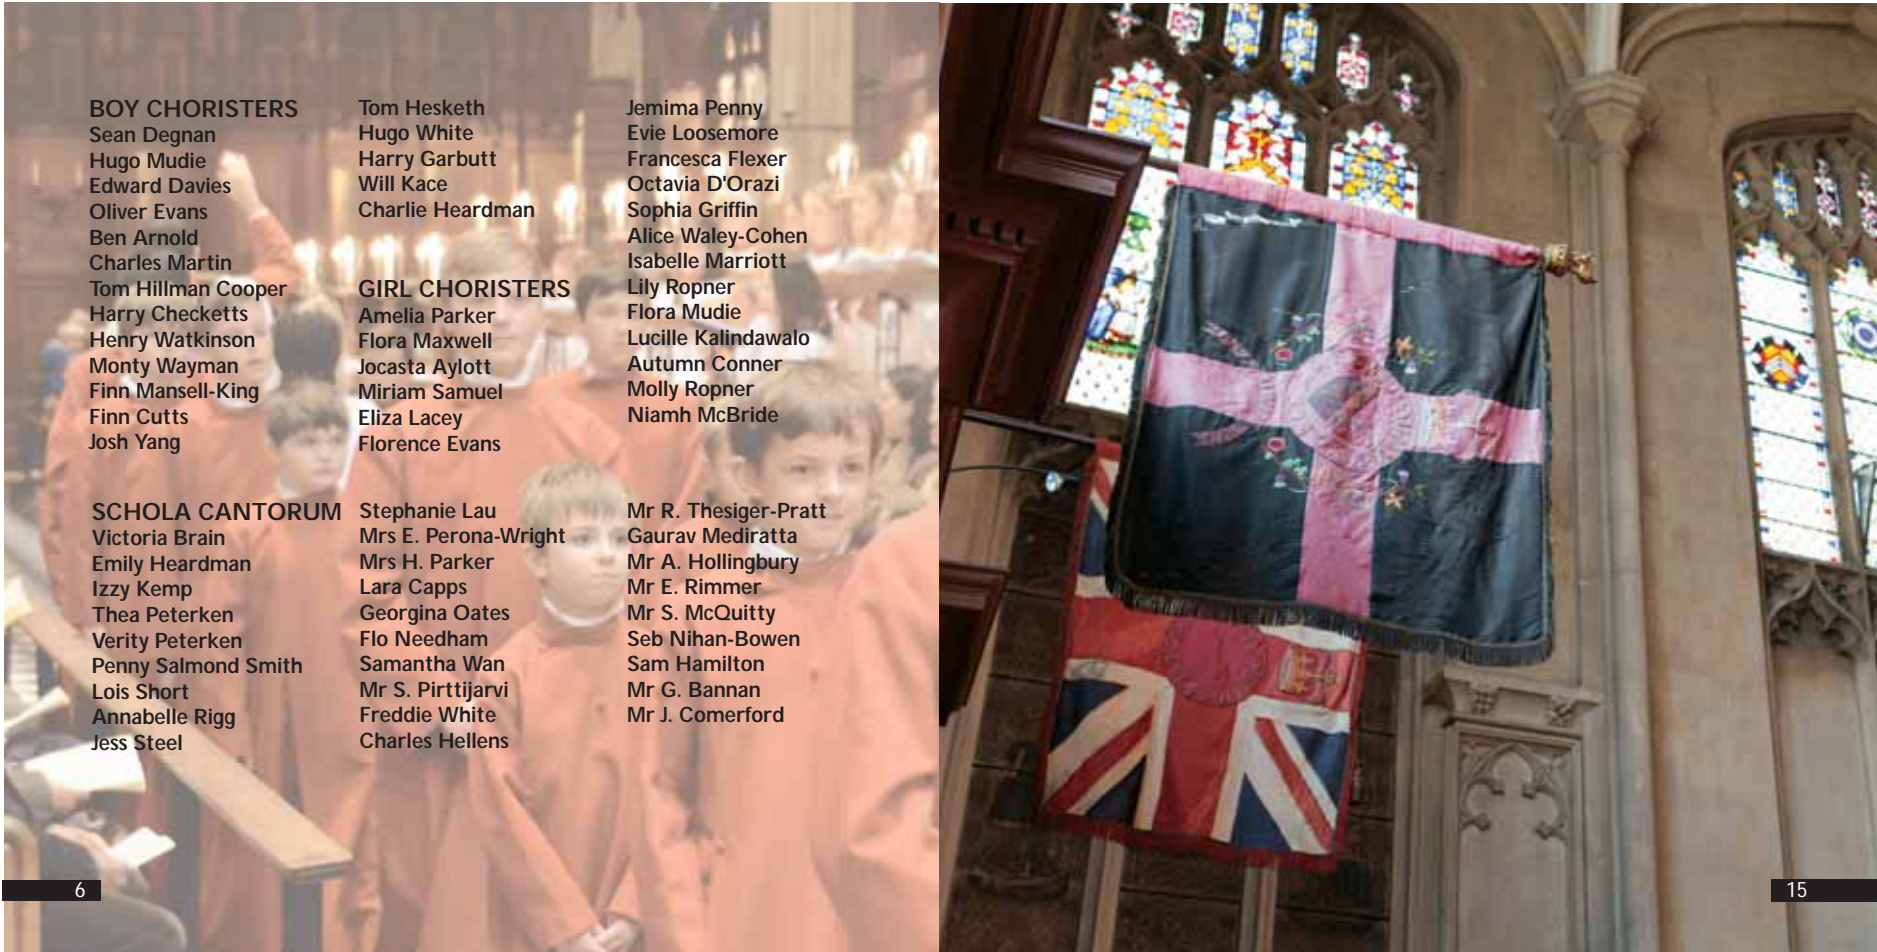 BOY CHORISTERS
Sean Degnan
Hugo Mudie
Edward Davies
Oliver Evans
Ben Arnold
Charles Martin
Tom Hillman Cooper
Harry Checketts
Henry Watkinson
Monty Wayman
Finn Mansell-King
Finn Cutts
Josh Yang
Tom Hesketh
Hugo White
Harry Garbutt
Will Kace
Charlie Heardman
GIRL CHORISTERS
Amelia Parker
Flora Maxwell
Jocasta Aylott
Miriam Samuel
Eliza Lacey
Florence Evans
Jemima Penny
Evie Loosemore
Francesca Flexer
Octavia D'Orazi
Sophia Griffin
Alice Waley-Cohen
Isabelle Marriott
Lily Ropner
Flora Mudie
Lucille Kalindawalo
Autumn Conner
Molly Ropner
Niamh McBride
SCHOLA CANTORUM
Victoria Brain
Emily Heardman
Izzy Kemp
Thea Peterken
Verity Peterken
Penny Salmond Smith
Lois Short
Annabelle Rigg
Jess Steel
Stephanie Lau
Mrs E. Perona-Wright
Mrs H. Parker
Lara Capps
Georgina Oates
Flo Needham
Samantha Wan
Mr S. Pirttijarvi
Freddie White
Charles Hellens
Mr R. Thesiger-Pratt
Gaurav Mediratta
Mr A. Hollingbury
Mr E. Rimmer
Mr S. McQuitty
Seb Nihan-Bowen
Sam Hamilton
Mr G. Bannan
Mr J. Comerford
6
15